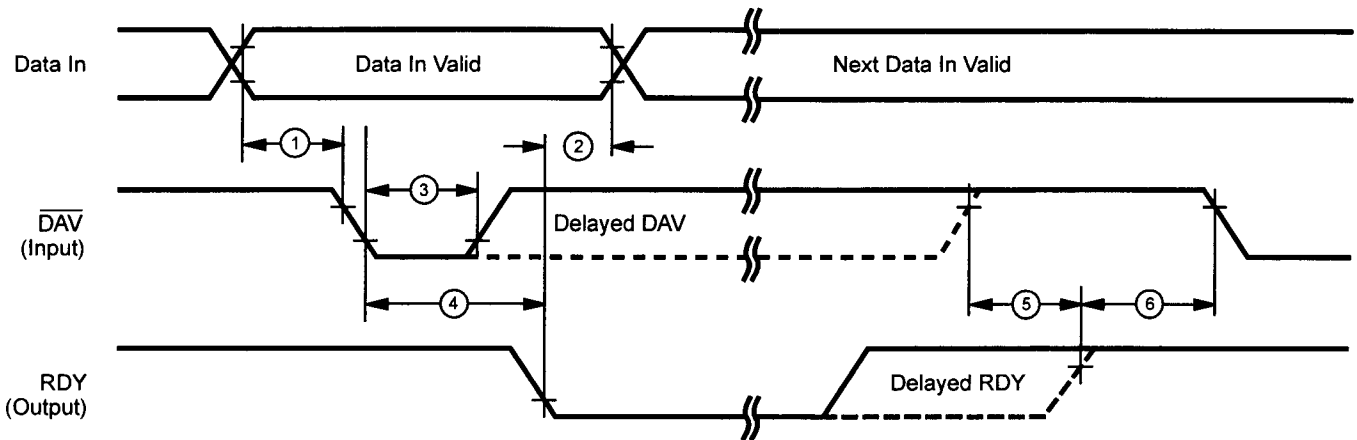 Data In
Data In Valid
Next Data In Valid
1
2
3
DAV
(Input)
Delayed DAV
4
5
6
RDY
(Output)
Delayed RDY